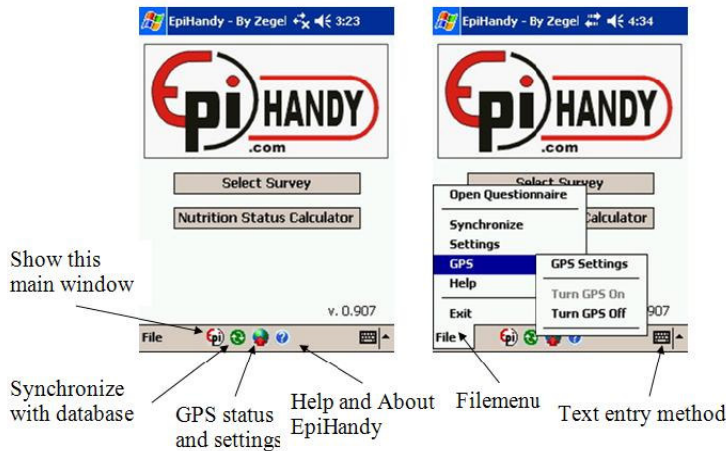 EpiHandy - By Zegel 3:23
Epi HANDY
.com
Select Survey
Nutrition Status Calculator
v. 0.907
File
Epi
EpiHandy - By Zegel 4:34
Epi HANDY
.com
Select Survey
Calculator
Open Questionnaire
Synchronize
Settings
GPS
Help
Exit
GPS Settings
Turn GPS On
Turn GPS Off
907
File
Epi
Show this
main window
Synchronize
with database
GPS status
and settings
Help and About
EpiHandy
Filemenu
Text entry method